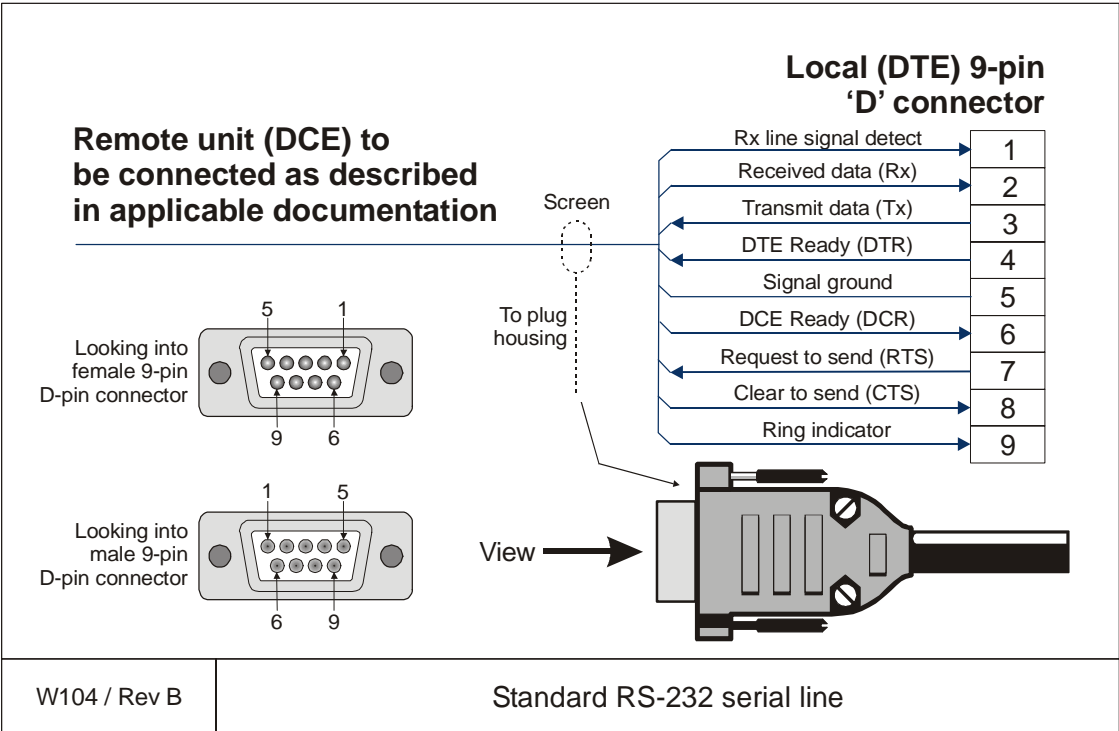 Local (DTE) 9-pin
‘D’ connector
Remote unit (DCE) to
be connected as described
in applicable documentation
Screen
To plug
housing
Rx line signal detect
1
Received data (Rx)
2
Transmit data (Tx)
3
DTE Ready (DTR)
4
Signal ground
5
DCE Ready (DCR)
6
Request to send (RTS)
7
Clear to send (CTS)
8
Ring indicator
9
5 1
Looking into
female 9-pin
D-pin connector
9 6
1 5
Looking into
male 9-pin
D-pin connector
6 9
View
W104 / Rev B
Standard RS-232 serial line